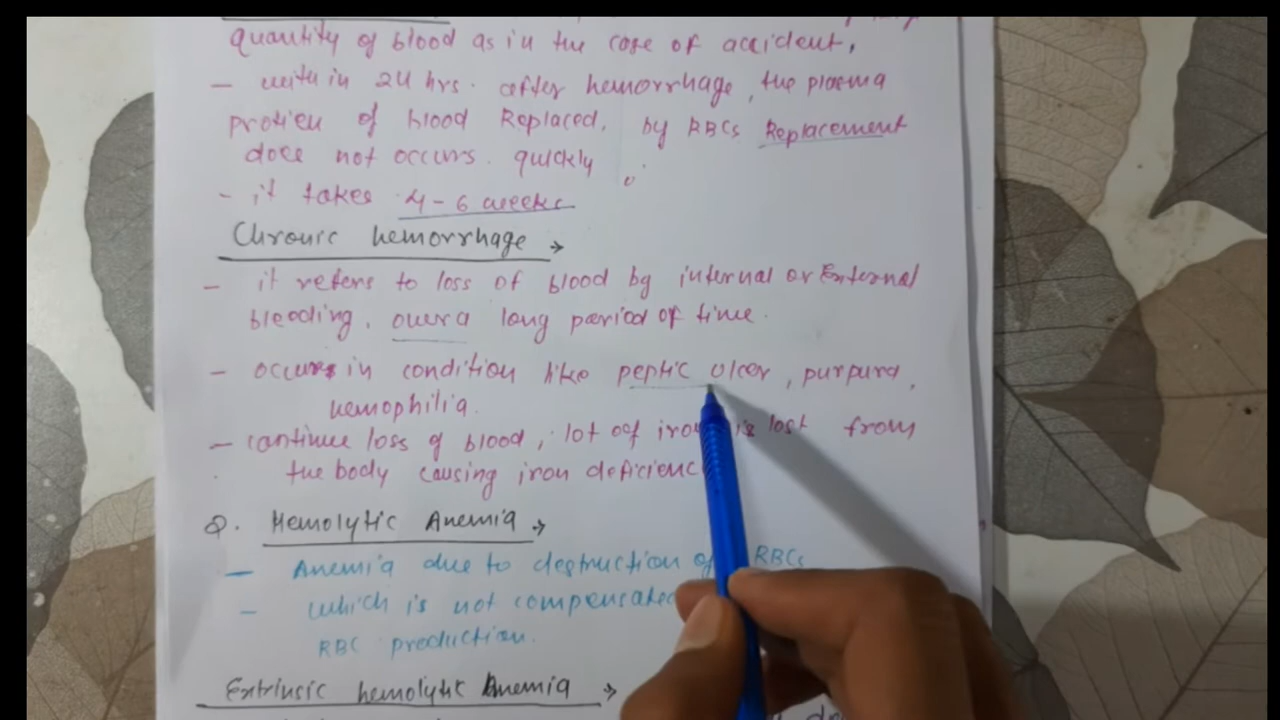 quantity of blood as in the case of accident,
- with in 24 hrs. after hemorrhage, the plasma
protien of blood Replaced, by RBCs Replacement
does not occurs quickly
- it takes 4-6 weeks
Chronic hemorrhage →
- it refers to loss of blood by internal or External
bleeding. over a long period of time.
- occurs in condition like peptic ulcer, purpura,
hemophilia.
- continue loss of blood, lot of iron is lost from
the body causing iron deficienc
Q. Hemolytic Anemia →
- Anemia due to destruction of RBCs
- which is not compensated
RBC production.
Extrinsic hemolytic Anemia →